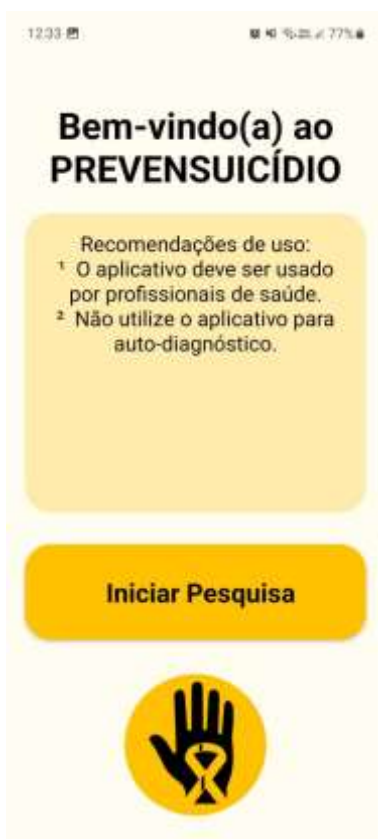 12:33
77%
Bem-vindo(a) ao
PREVENSUICÍDIO
Recomendações de uso:
¹ O aplicativo deve ser usado
por profissionais de saúde.
² Não utilize o aplicativo para
auto-diagnóstico.
Iniciar Pesquisa